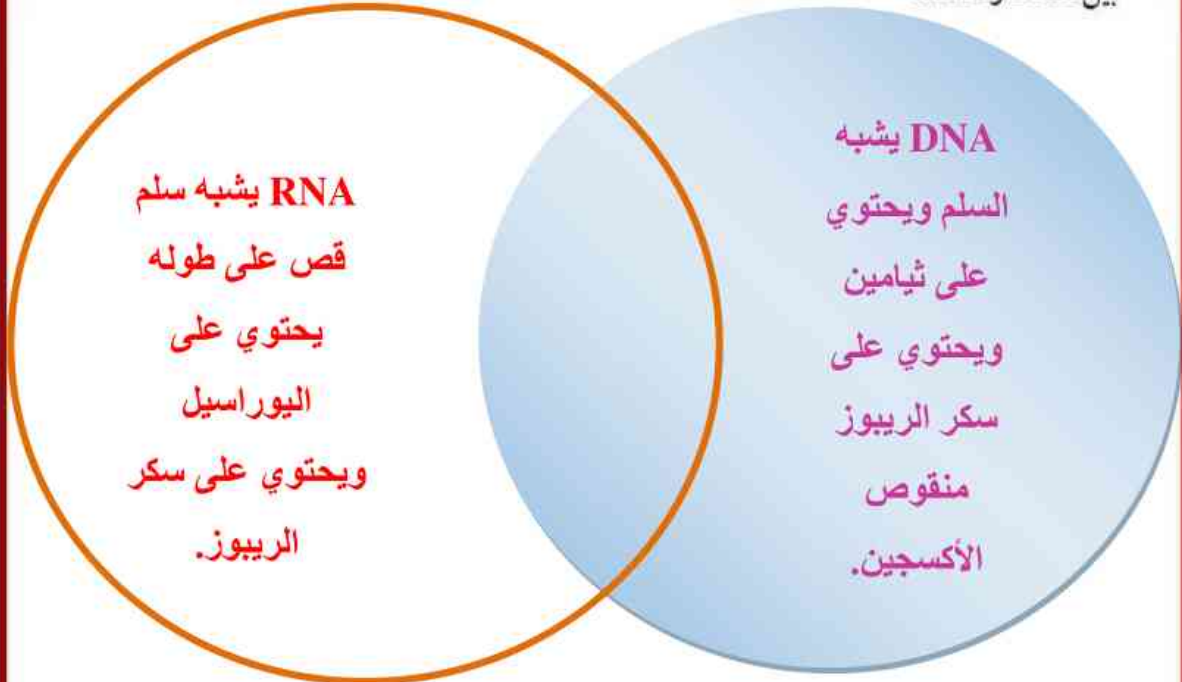 بين
DNA يشبه
السلم ويحتوي
على ثيامين
ويحتوي على
سكر الريبوز
منقوص
الأكسجين.
RNA يشبه سلم
قص على طوله
يحتوي على
اليوراسيل
ويحتوي على سكر
الريبوز.